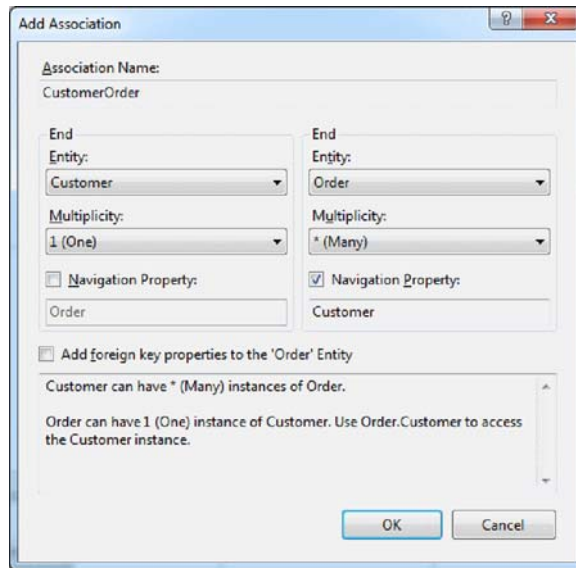 Add Association
Association Name:
CustomerOrder
End
Entity:
Customer
Multiplicity:
1 (One)
Navigation Property:
Order
End
Entity:
Order
Multiplicity:
* (Many)
Navigation Property:
Customer
Add foreign key properties to the 'Order' Entity
Customer can have * (Many) instances of Order.
Order can have 1 (One) instance of Customer. Use Order.Customer to access
the Customer instance.
OK
Cancel